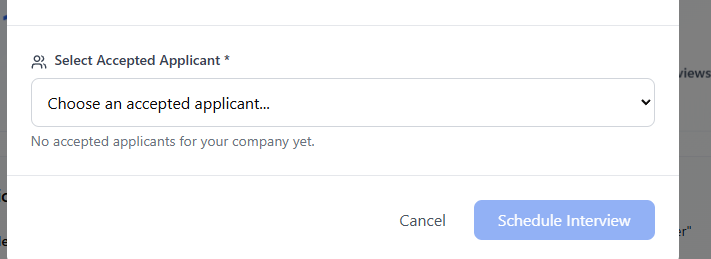 Select Accepted Applicant *
Choose an accepted applicant...
No accepted applicants for your company yet.
views
Cancel
Schedule Interview
er"